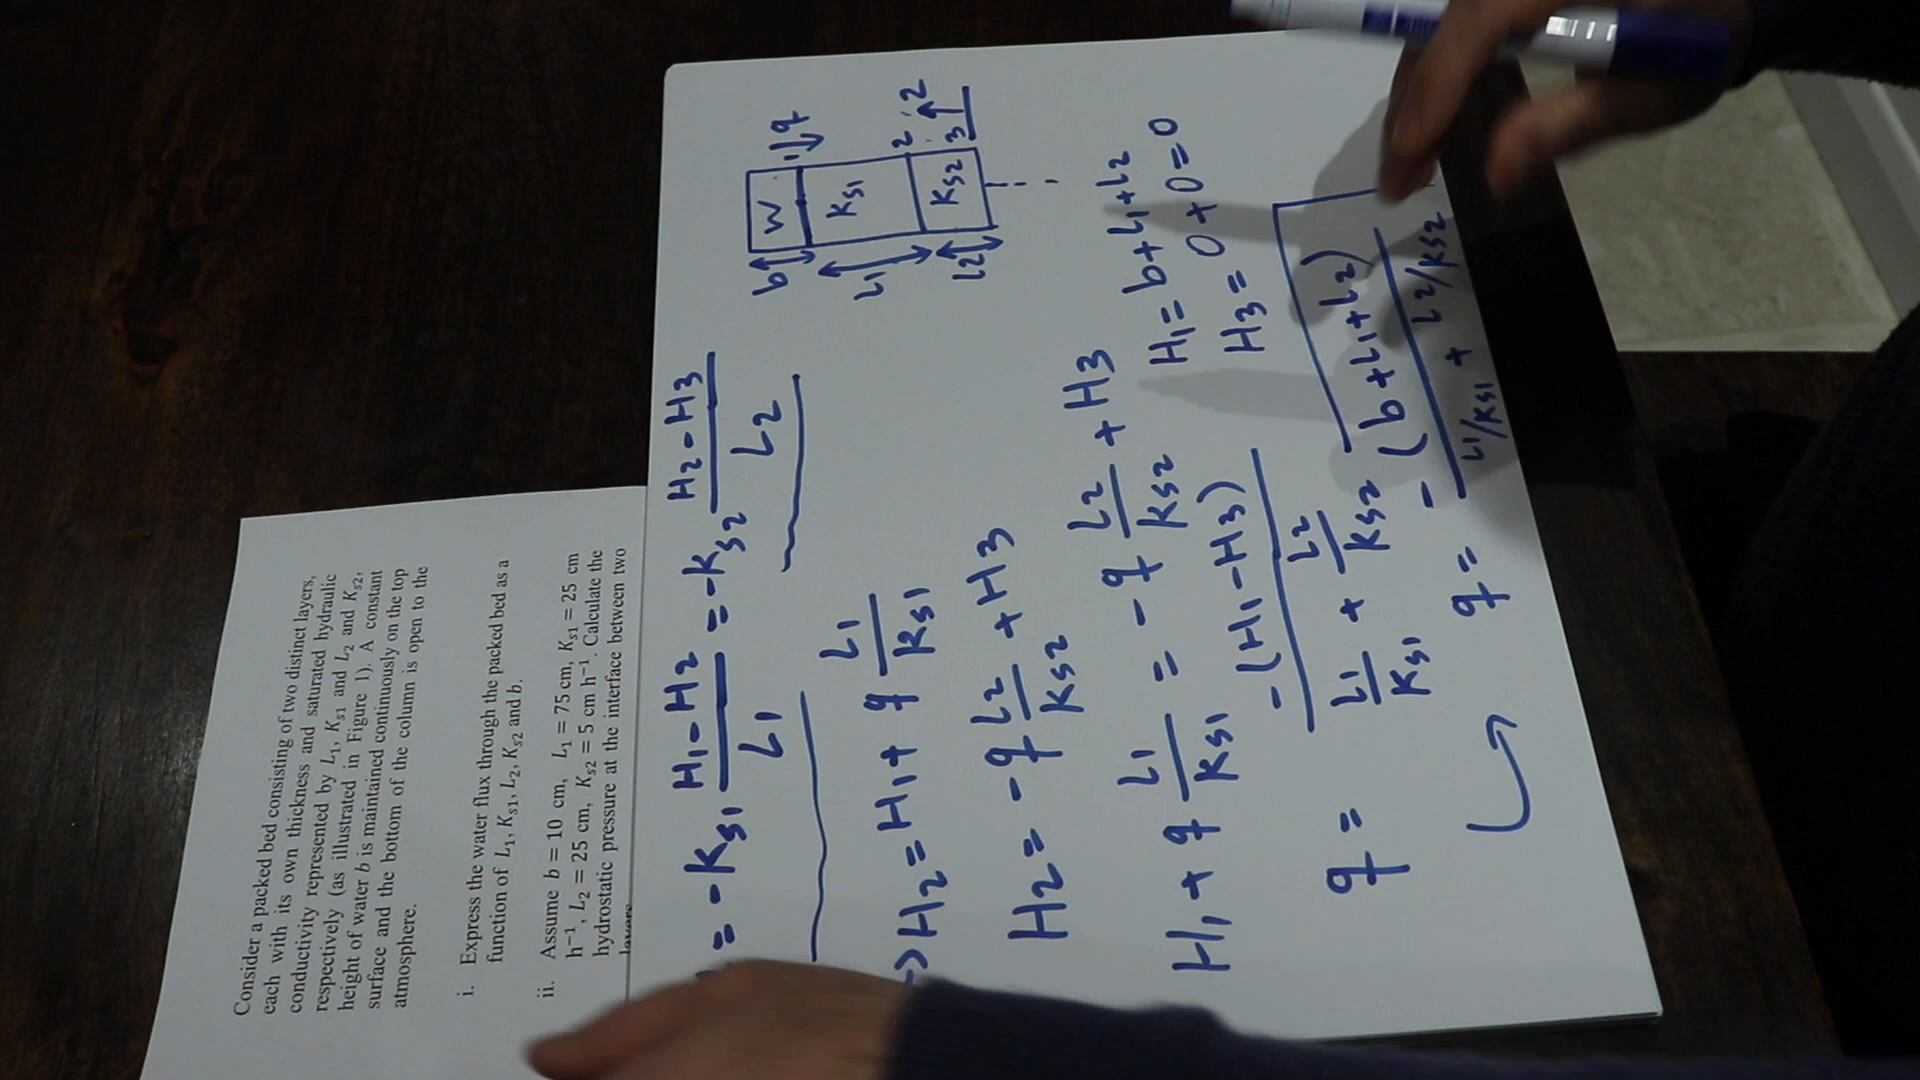 Consider a packed bed consisting of two distinct layers,
each with its own thickness and saturated hydraulic
conductivity represented by L₁, Kₛ₁ and L₂ and Kₛ₂,
respectively (as illustrated in Figure 1). A constant
height of water b is maintained continuously on the top
surface and the bottom of the column is open to the
atmosphere.
i. Express the water flux through the packed bed as a
function of L₁, Kₛ₁, L₂, Kₛ₂ and b.
ii. Assume b = 10 cm, L₁ = 75 cm, Kₛ₁ = 25 cm
h⁻¹, L₂ = 25 cm, Kₛ₂ = 5 cm h⁻¹. Calculate the
hydrostatic pressure at the interface between two
layers
= -Ks1 (H1-H2)/L1 = -Ks2 (H2-H3)/L2
b W 1 q
L1 Ks1
2
L2 Ks2 3 z
→ H2 = H1 + q L1/Ks1
H2 = -q L2/Ks2 + H3
H1 + q L1/Ks1 = -q L2/Ks2 + H3
H1 = b+L1+L2
H3 = 0+0=0
q = -(H1-H3)/(L1/Ks1 + L2/Ks2)
q = - (b+L1+L2)/(L1/Ks1 + L2/Ks2)